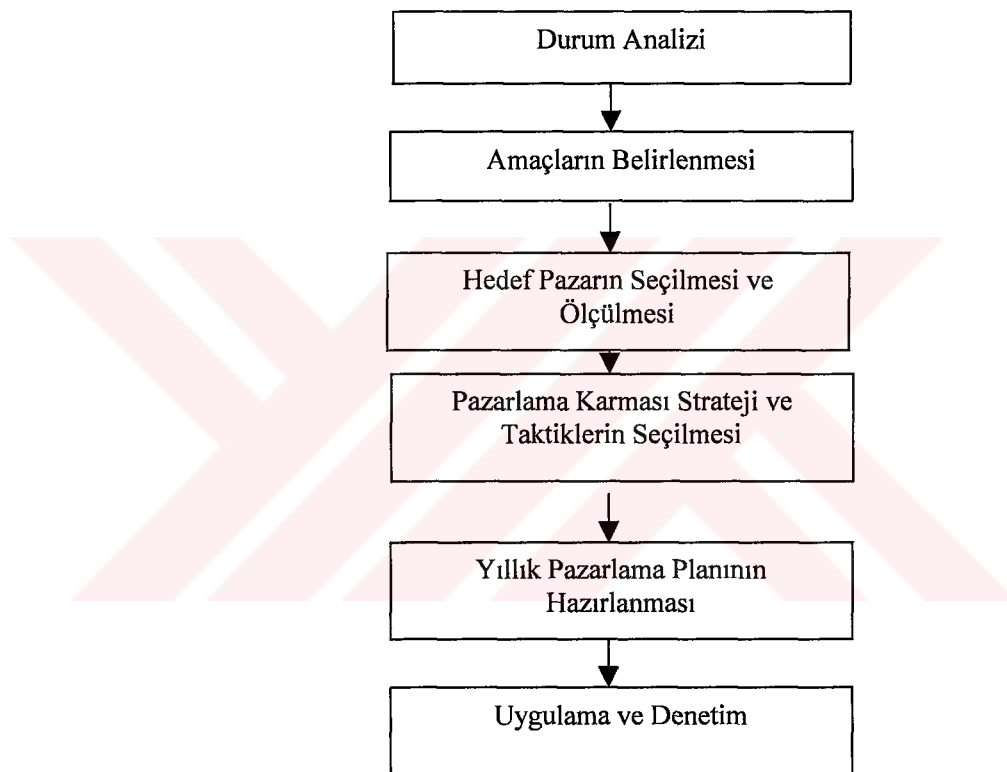 Durum Analizi
Amaçların Belirlenmesi
Hedef Pazarın Seçilmesi ve
Ölçülmesi
Pazarlama Karması Strateji ve
Taktiklerin Seçilmesi
Yıllık Pazarlama Planının
Hazırlanması
Uygulama ve Denetim